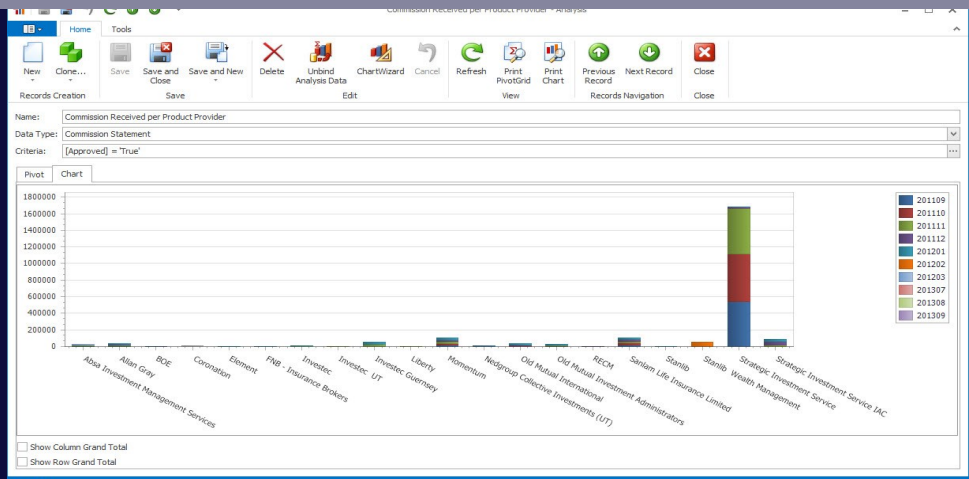 Commission Received per Product Provider - Analysis
Home Tools
New Clone... Save Save and Close Save and New Delete Unbind Analysis Data ChartWizard Cancel Refresh Print PivotGrid Print Chart Previous Record Next Record Close
Records Creation Save Edit View Records Navigation Close
Name: Commission Received per Product Provider
Data Type: Commission Statement
Criteria: [Approved] = 'True'
Pivot Chart
1800000
1600000
1400000
1200000
1000000
800000
600000
400000
200000
0
Absa Investment Management Services
Allan Gray
BOE
Coronation
Element
FNB - Insurance Brokers
Investec
Investec UT
Investec Guernsey
Liberty
Momentum
Nedgroup Collective Investments (UT)
Old Mutual International
Old Mutual Investment Administrators
RECM
Sanlam Life Insurance Limited
Stanlib
Stanlib Wealth Management
Strategic Investment Service
Strategic Investment Service IAC
201109
201110
201111
201112
201201
201202
201203
201307
201308
201309
Show Column Grand Total
Show Row Grand Total